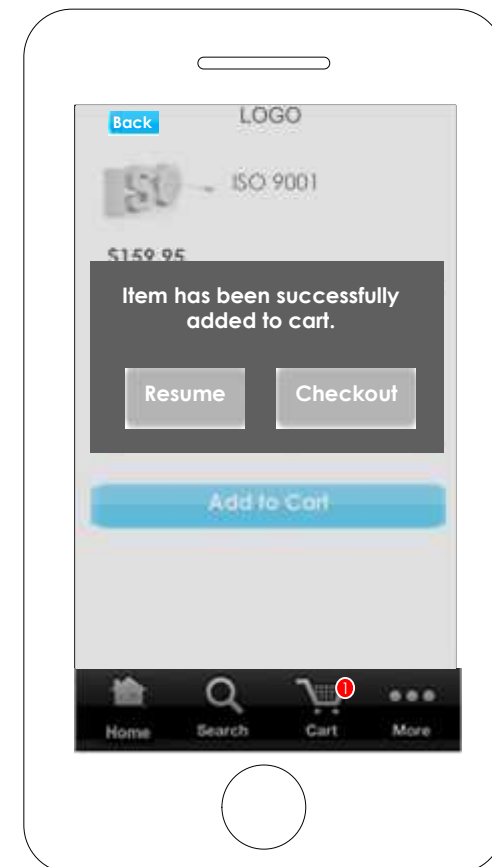 LOGO
Back
ISO
ISO 9001
$159.95
Item has been successfully
added to cart.
Resume
Checkout
Add to Cart
1
Home
Search
Cart
More